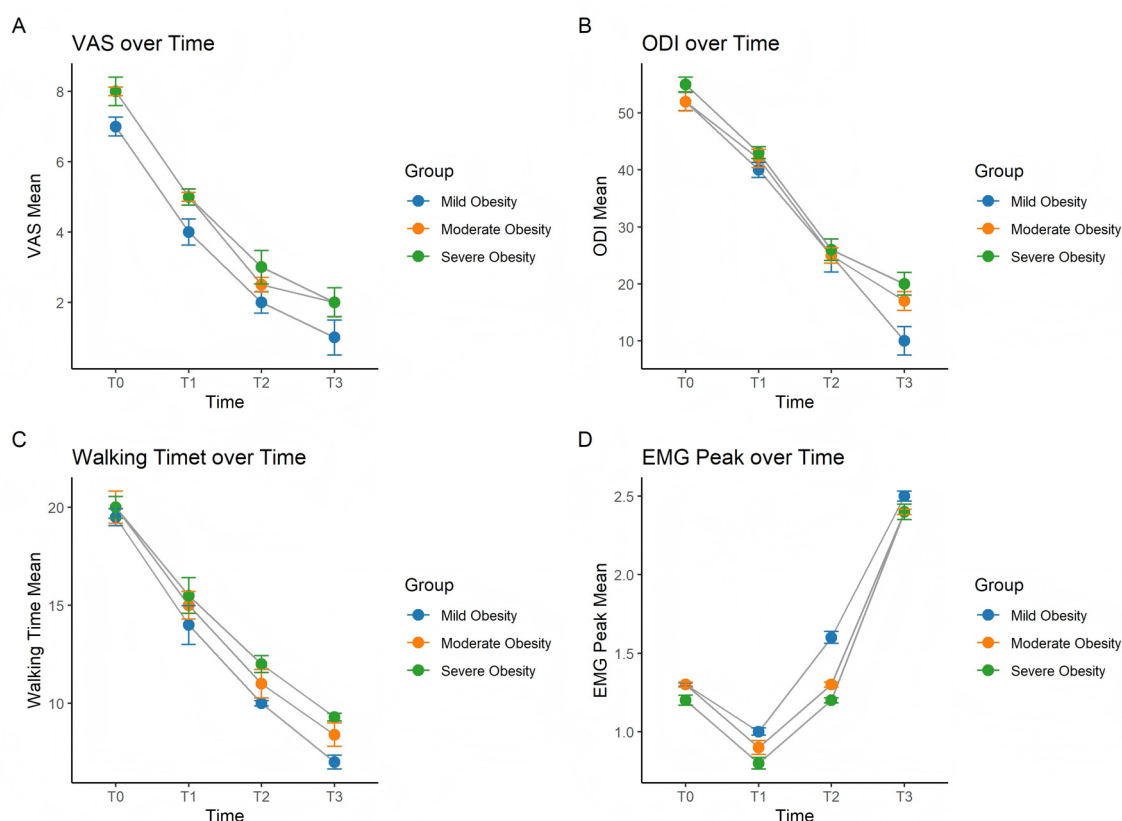 A
VAS over Time
VAS Mean
8
6
4
2
T0 T1 T2 T3
Time
Group
Mild Obesity
Moderate Obesity
Severe Obesity
B
ODI over Time
ODI Mean
50
40
30
20
10
T0 T1 T2 T3
Time
Group
Mild Obesity
Moderate Obesity
Severe Obesity
C
Walking Timet over Time
Walking Time Mean
20
15
10
T0 T1 T2 T3
Time
Group
Mild Obesity
Moderate Obesity
Severe Obesity
D
EMG Peak over Time
EMG Peak Mean
2.5
2.0
1.5
1.0
T0 T1 T2 T3
Time
Group
Mild Obesity
Moderate Obesity
Severe Obesity